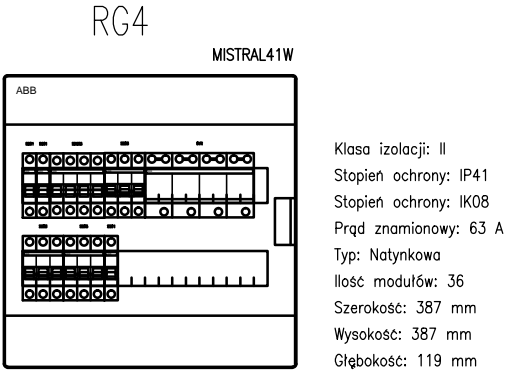 RG4
MISTRAL41W
ABB
Klasa izolacji: II
Stopień ochrony: IP41
Stopień ochrony: IK08
Prąd znamionowy: 63 A
Typ: Natynkowa
Ilość modułów: 36
Szerokość: 387 mm
Wysokość: 387 mm
Głębokość: 119 mm